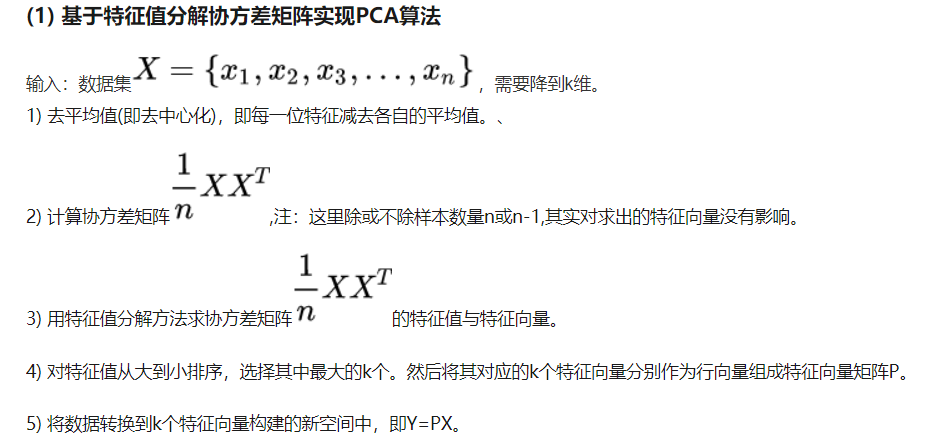 (1) 基于特征值分解协方差矩阵实现PCA算法
输入：数据集 $X = \{x_1, x_2, x_3, \ldots, x_n\}$ ，需要降到k维。
1) 去平均值(即去中心化)，即每一位特征减去各自的平均值。、
2) 计算协方差矩阵 $\frac{1}{n}XX^T$ ,注：这里除或不除样本数量n或n-1,其实对求出的特征向量没有影响。
3) 用特征值分解方法求协方差矩阵 $\frac{1}{n}XX^T$ 的特征值与特征向量。
4) 对特征值从大到小排序，选择其中最大的k个。然后将其对应的k个特征向量分别作为行向量组成特征向量矩阵P。
5) 将数据转换到k个特征向量构建的新空间中，即Y=PX。